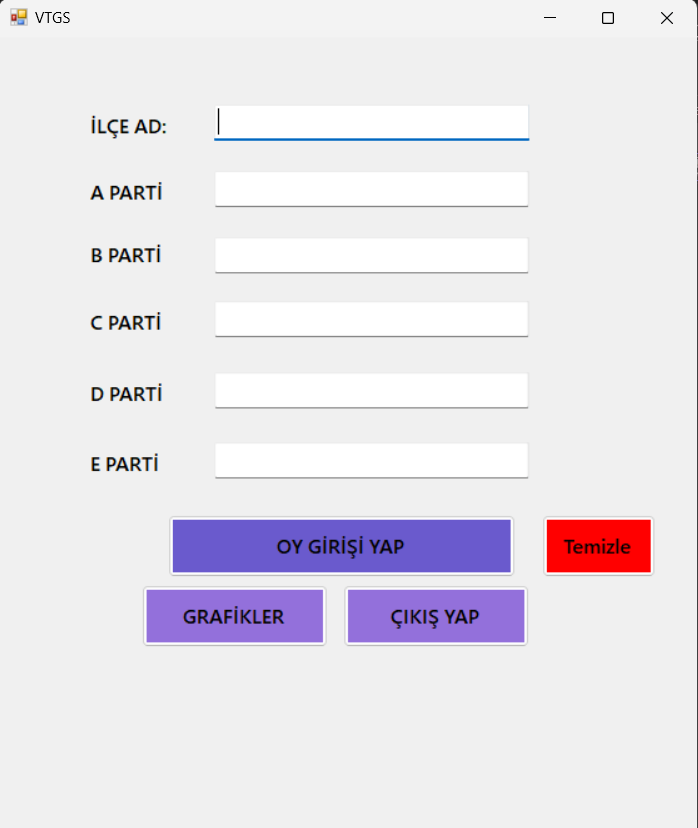 VTGS
İLÇE AD:
A PARTİ
B PARTİ
C PARTİ
D PARTİ
E PARTİ
OY GİRİŞİ YAP
Temizle
GRAFİKLER
ÇIKIŞ YAP